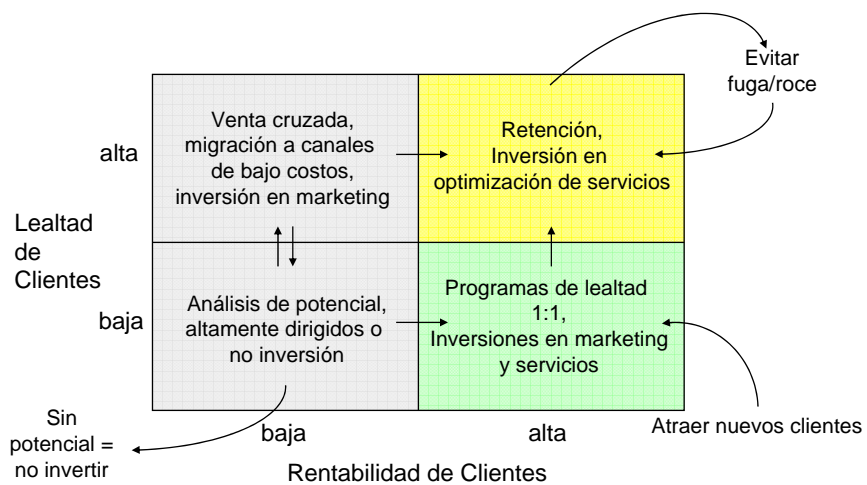 Evitar
fuga/roce
Venta cruzada,
migración a canales
de bajo costos,
inversión en marketing
Retención,
Inversión en
optimización de servicios
alta
Lealtad
de
Clientes
baja
Análisis de potencial,
altamente dirigidos o
no inversión
Programas de lealtad
1:1,
Inversiones en marketing
y servicios
Sin
potencial =
no invertir
baja
alta
Atraer nuevos clientes
Rentabilidad de Clientes